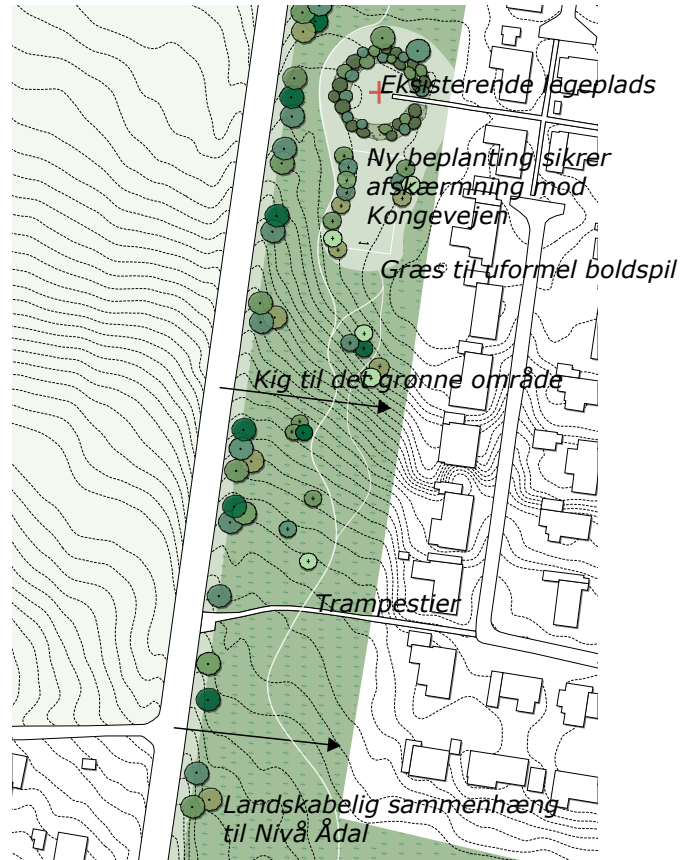 Eksisterende legeplads
Ny beplanting sikrer
afskærmning mod
Kongevejen
Græs til uformel boldspil
Kig til det grønne område
Trampestier
Landskabelig sammenhæng
til Nivå Ådal